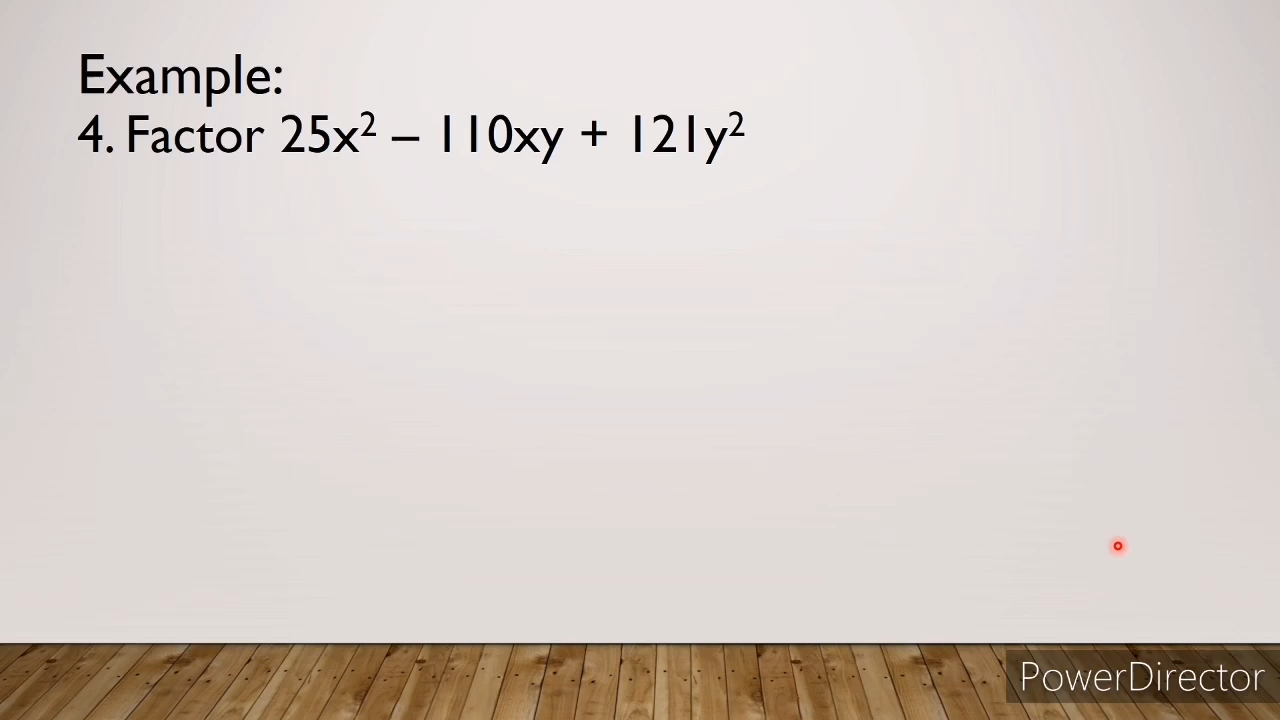 Example:
4. Factor 25x² – 110xy + 121y²
PowerDirector